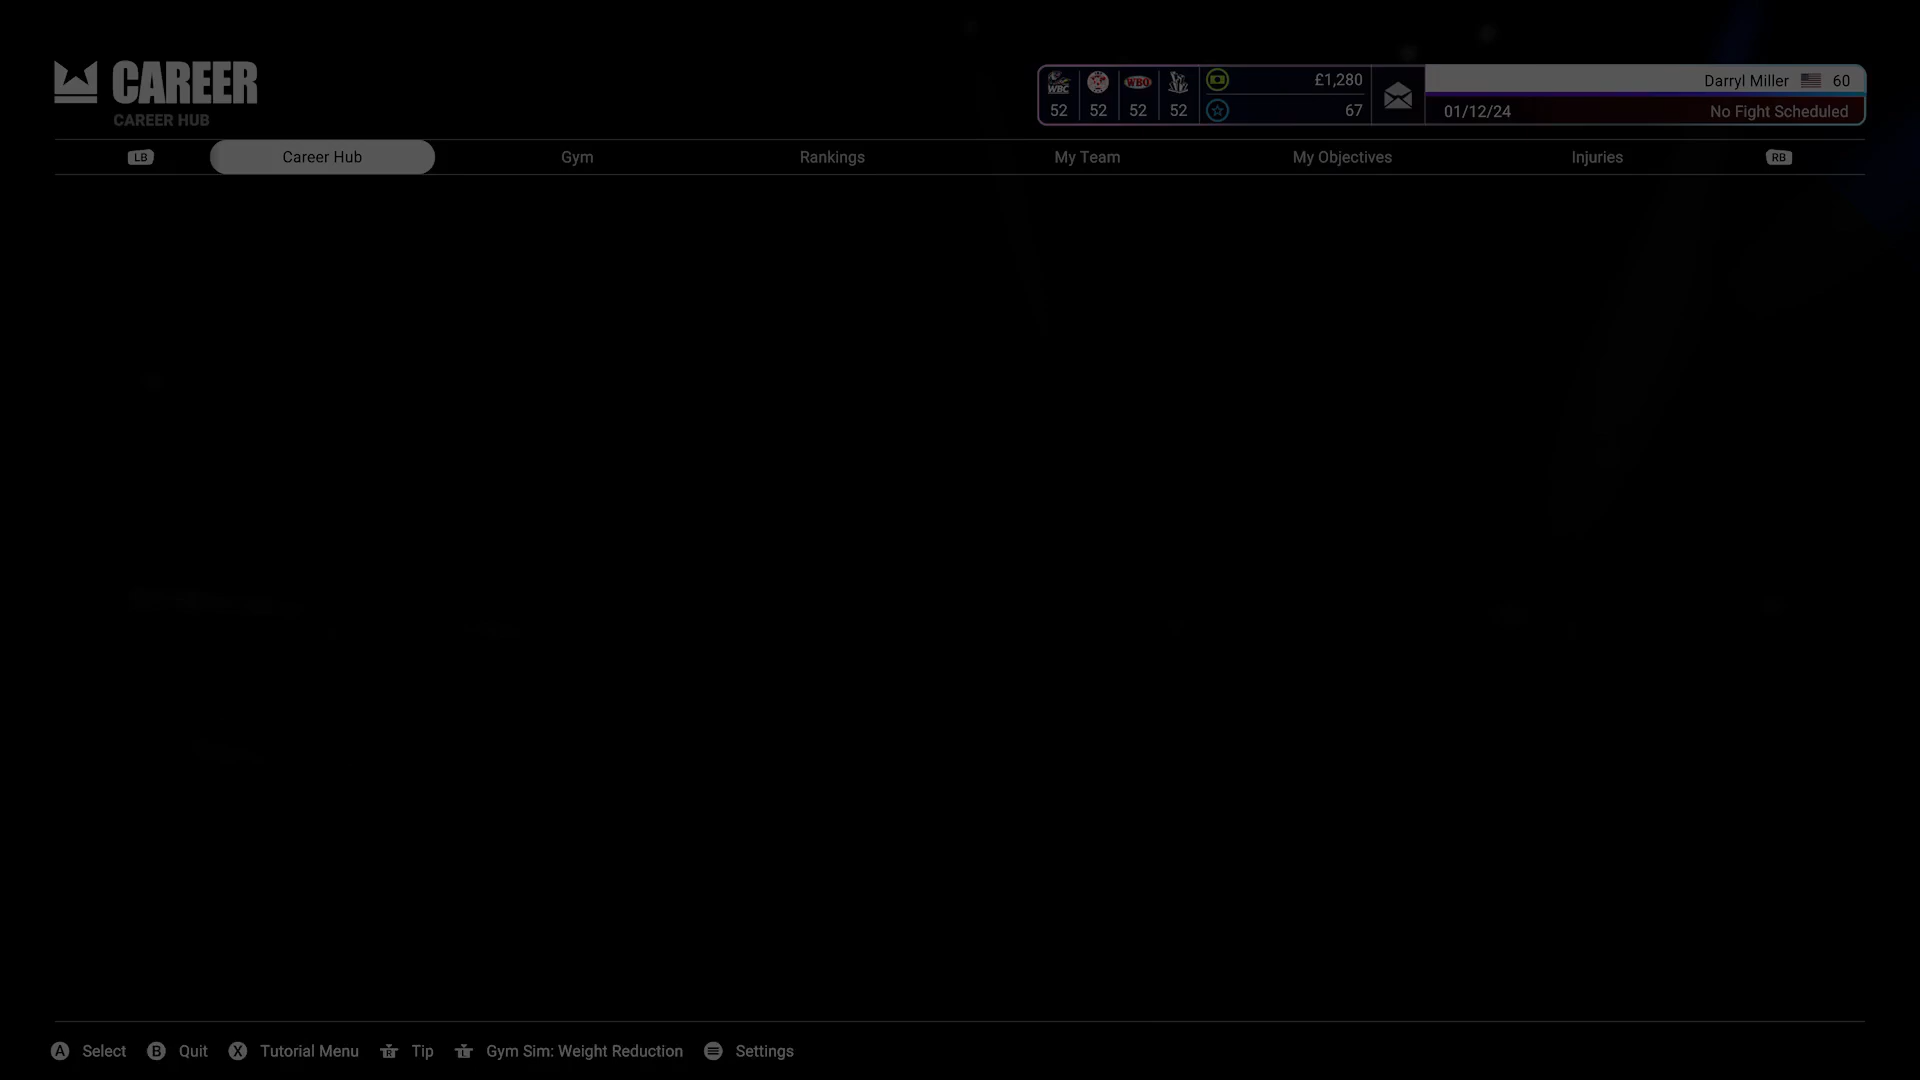 CAREER
CAREER HUB
WBC
WBO
52
52
52
52
£1,280
67
Darryl Miller
60
01/12/24
No Fight Scheduled
LB
Career Hub
Gym
Rankings
My Team
My Objectives
Injuries
RB
A Select
B Quit
X Tutorial Menu
R Tip
L Gym Sim: Weight Reduction
Settings